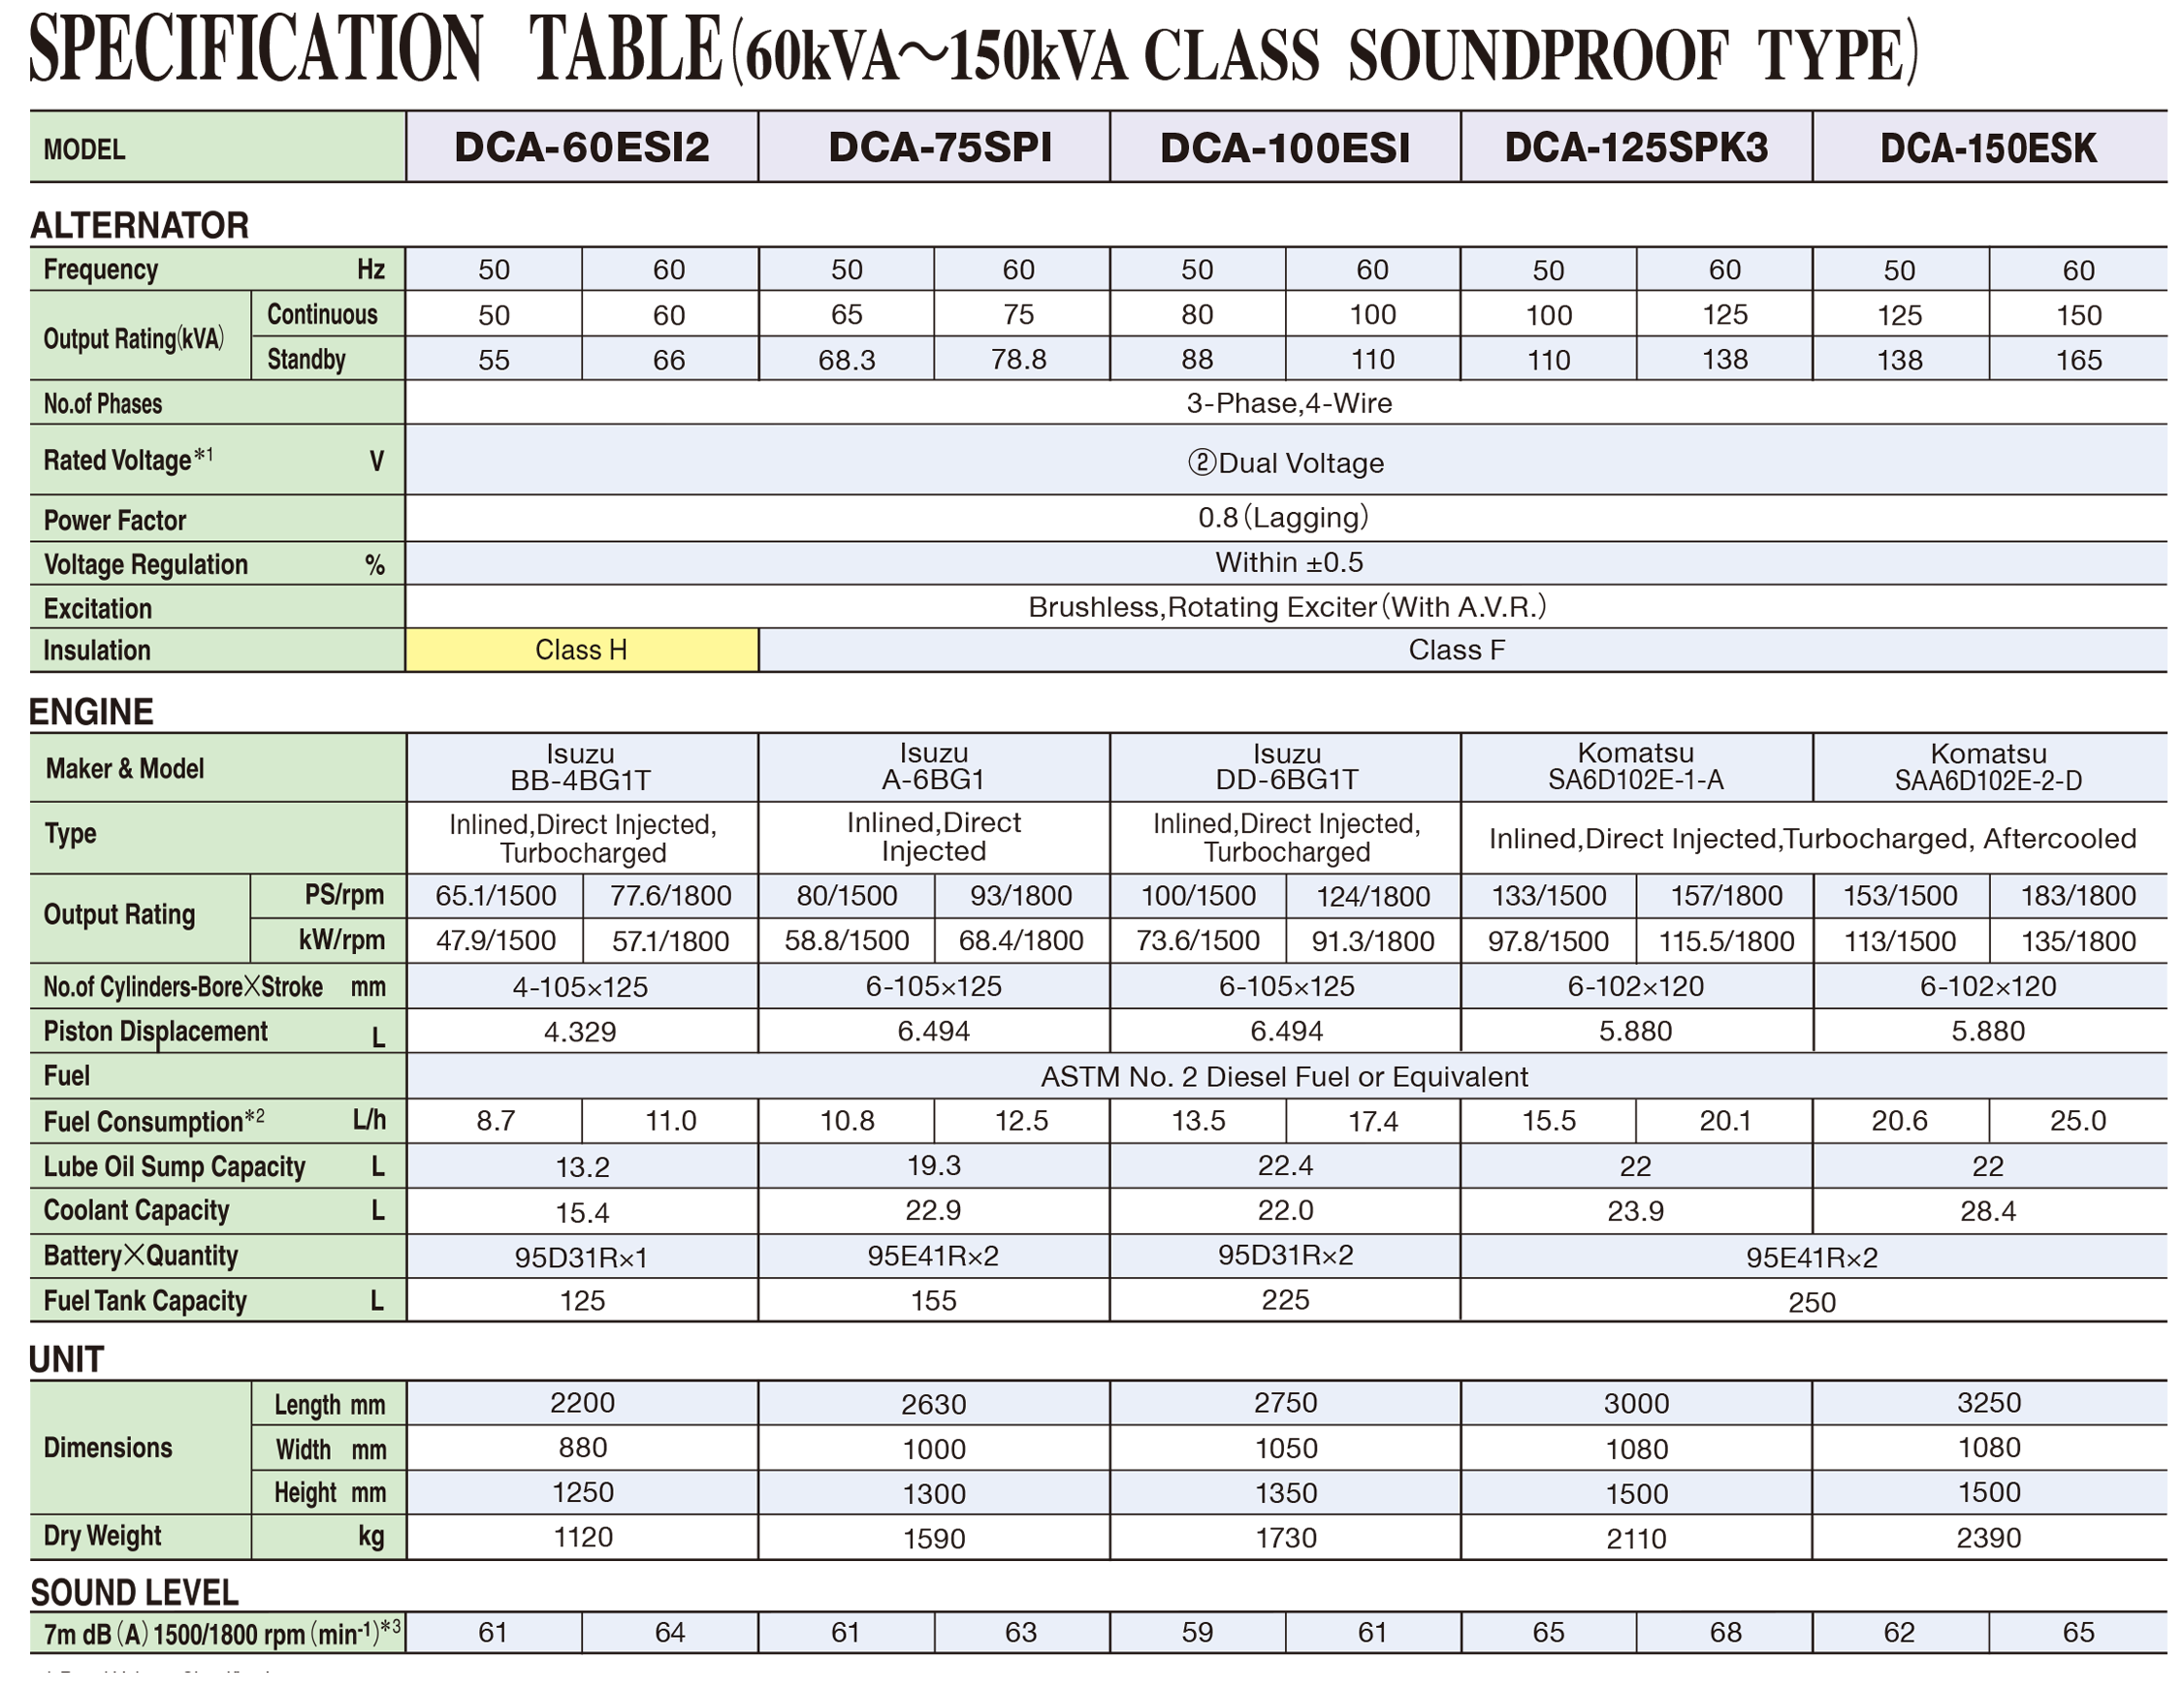 SPECIFICATION TABLE(60kVA～150kVA CLASS SOUNDPROOF TYPE)
MODEL DCA-60ESI2 DCA-75SPI DCA-100ESI DCA-125SPK3 DCA-150ESK
ALTERNATOR
Frequency Hz 50 60 50 60 50 60 50 60 50 60
Output Rating(kVA) Continuous 50 60 65 75 80 100 100 125 125 150
Standby 55 66 68.3 78.8 88 110 110 138 138 165
No.of Phases 3-Phase,4-Wire
Rated Voltage*1 V ②Dual Voltage
Power Factor 0.8(Lagging)
Voltage Regulation % Within ±0.5
Excitation Brushless,Rotating Exciter(With A.V.R.)
Insulation Class H Class F
ENGINE
Maker & Model Isuzu BB-4BG1T Isuzu A-6BG1 Isuzu DD-6BG1T Komatsu SA6D102E-1-A Komatsu SAA6D102E-2-D
Type Inlined,Direct Injected, Turbocharged Inlined,Direct Injected Inlined,Direct Injected, Turbocharged Inlined,Direct Injected,Turbocharged, Aftercooled
Output Rating PS/rpm 65.1/1500 77.6/1800 80/1500 93/1800 100/1500 124/1800 133/1500 157/1800 153/1500 183/1800
kW/rpm 47.9/1500 57.1/1800 58.8/1500 68.4/1800 73.6/1500 91.3/1800 97.8/1500 115.5/1800 113/1500 135/1800
No.of Cylinders-Bore×Stroke mm 4-105×125 6-105×125 6-105×125 6-102×120 6-102×120
Piston Displacement L 4.329 6.494 6.494 5.880 5.880
Fuel ASTM No. 2 Diesel Fuel or Equivalent
Fuel Consumption*2 L/h 8.7 11.0 10.8 12.5 13.5 17.4 15.5 20.1 20.6 25.0
Lube Oil Sump Capacity L 13.2 19.3 22.4 22 22
Coolant Capacity L 15.4 22.9 22.0 23.9 28.4
Battery×Quantity 95D31R×1 95E41R×2 95D31R×2 95E41R×2
Fuel Tank Capacity L 125 155 225 250
UNIT
Dimensions Length mm 2200 2630 2750 3000 3250
Width mm 880 1000 1050 1080 1080
Height mm 1250 1300 1350 1500 1500
Dry Weight kg 1120 1590 1730 2110 2390
SOUND LEVEL
7m dB(A)1500/1800 rpm(min-1)*3 61 64 61 63 59 61 65 68 62 65